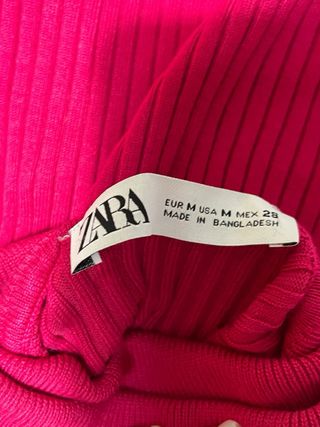 ZARA
EUR M USA M MEX 28
MADE IN BANGLADESH